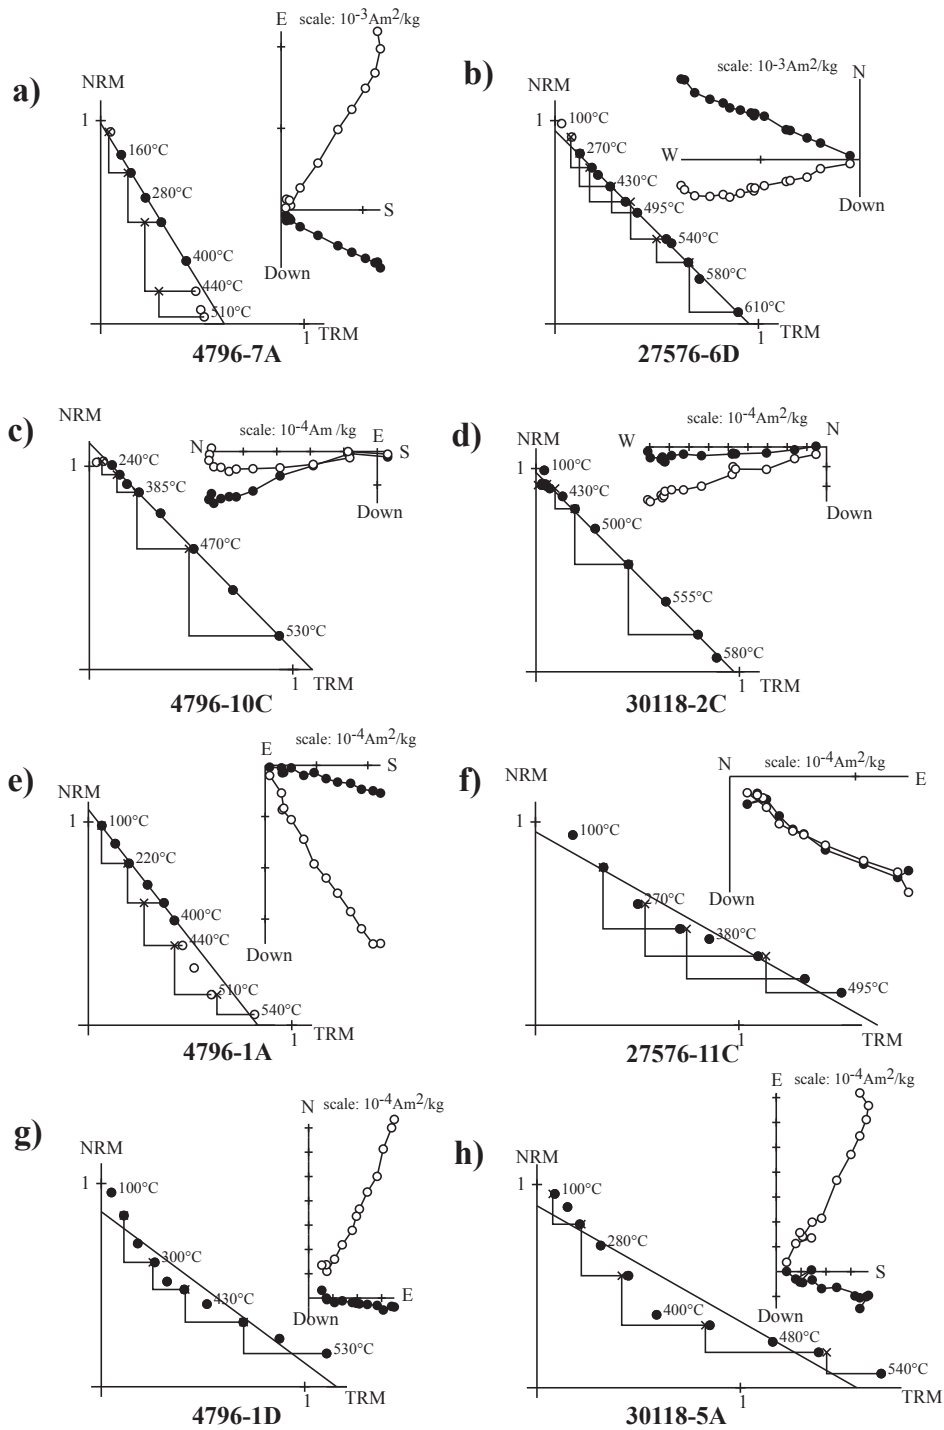 a)
NRM
1
160°C
280°C
400°C
440°C
510°C
1 TRM
E scale: 10-3Am2/kg
S
Down
4796-7A
b)
NRM
1
100°C
270°C
430°C
495°C
540°C
580°C
610°C
1 TRM
scale: 10-3Am2/kg
N
W
Down
27576-6D
c)
NRM
1
240°C
385°C
470°C
530°C
1 TRM
scale: 10-4Am /kg
N E S
Down
4796-10C
d)
NRM
1
100°C
430°C
500°C
555°C
580°C
1 TRM
scale: 10-4Am2/kg
W N
Down
30118-2C
e)
NRM
1
100°C
220°C
400°C
440°C
510°C
540°C
1 TRM
scale: 10-4Am2/kg
E S
Down
4796-1A
f)
NRM
1
100°C
270°C
380°C
495°C
1 TRM
N scale: 10-4Am2/kg
E
Down
27576-11C
g)
NRM
1
100°C
300°C
430°C
530°C
1 TRM
N scale: 10-4Am2/kg
E
Down
4796-1D
h)
NRM
1
100°C
280°C
400°C
480°C
540°C
1 TRM
E scale: 10-4Am2/kg
S
Down
30118-5A